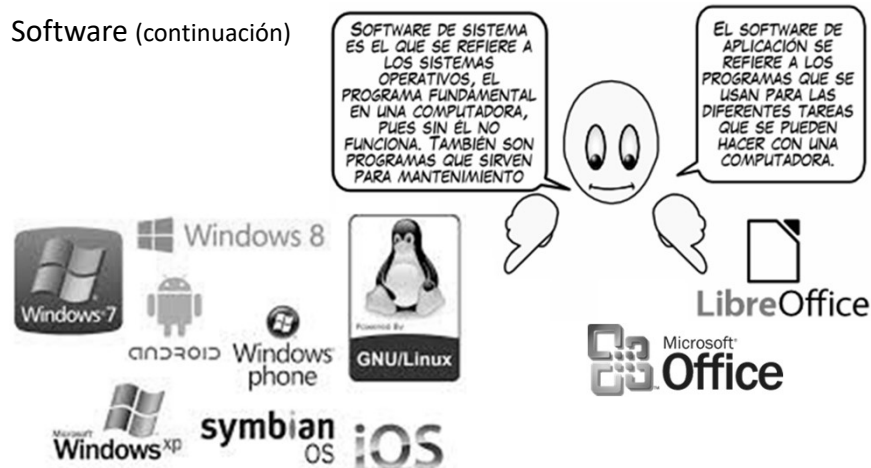 Software (continuación)
SOFTWARE DE SISTEMA
ES EL QUE SE REFIERE A
LOS SISTEMAS
OPERATIVOS, EL
PROGRAMA FUNDAMENTAL
EN UNA COMPUTADORA,
PUES SIN ÉL NO
FUNCIONA. TAMBIÉN SON
PROGRAMAS QUE SIRVEN
PARA MANTENIMIENTO
EL SOFTWARE DE
APLICACIÓN SE
REFIERE A LOS
PROGRAMAS QUE SE
USAN PARA LAS
DIFERENTES TAREAS
QUE SE PUEDEN
HACER CON UNA
COMPUTADORA.
Windows 7
Windows 8
android
Windows
phone
Powered By
GNU/Linux
Microsoft
Windows xp
symbian
OS
iOS
LibreOffice
Microsoft
Office